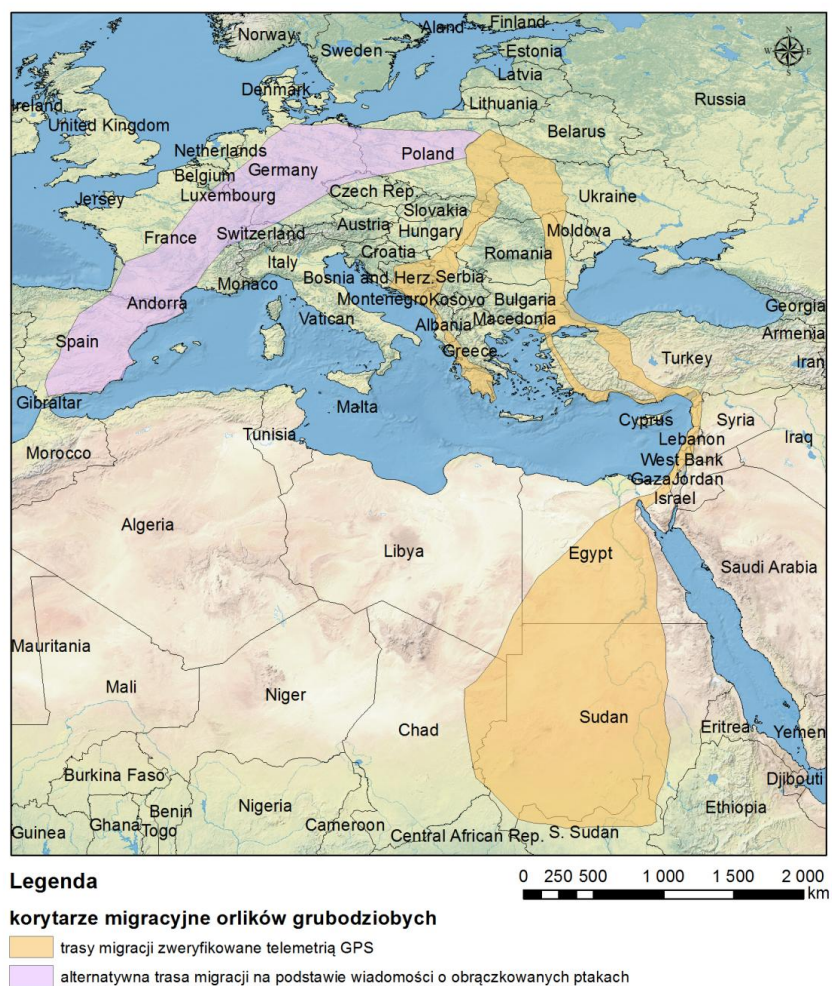 Norway
Sweden
Aland
Finland
Estonia
Latvia
Denmark
Lithuania
Russia
Ireland
United Kingdom
Belarus
Netherlands
Poland
Germany
Belgium
Luxembourg
Czech Rep.
Ukraine
Jersey
Slovakia
Austria
Hungary
Moldova
France
Switzerland
Croatia
Romania
Italy
Monaco
Bosnia and Herz.
Serbia
Montenegro
Kosovo
Bulgaria
Georgia
Andorra
Vatican
Albania
Macedonia
Armenia
Spain
Greece
Turkey
Iran
Gibraltar
Malta
Cyprus
Syria
Tunisia
Lebanon
Iraq
Morocco
West Bank
Gaza
Jordan
Israel
Algeria
Libya
Egypt
Saudi Arabia
Mauritania
Mali
Niger
Chad
Sudan
Eritrea
Yemen
Burkina Faso
Djibouti
Nigeria
Benin
Ethiopia
Guinea
Ghana
Togo
Cameroon
Central African Rep.
S. Sudan
N
W
E
S
Legenda
0 250 500 1 000 1 500 2 000
km
korytarze migracyjne orlików grubodziobych
trasy migracji zweryfikowane telemetrią GPS
alternatywna trasa migracji na podstawie wiadomości o obrączkowanych ptakach